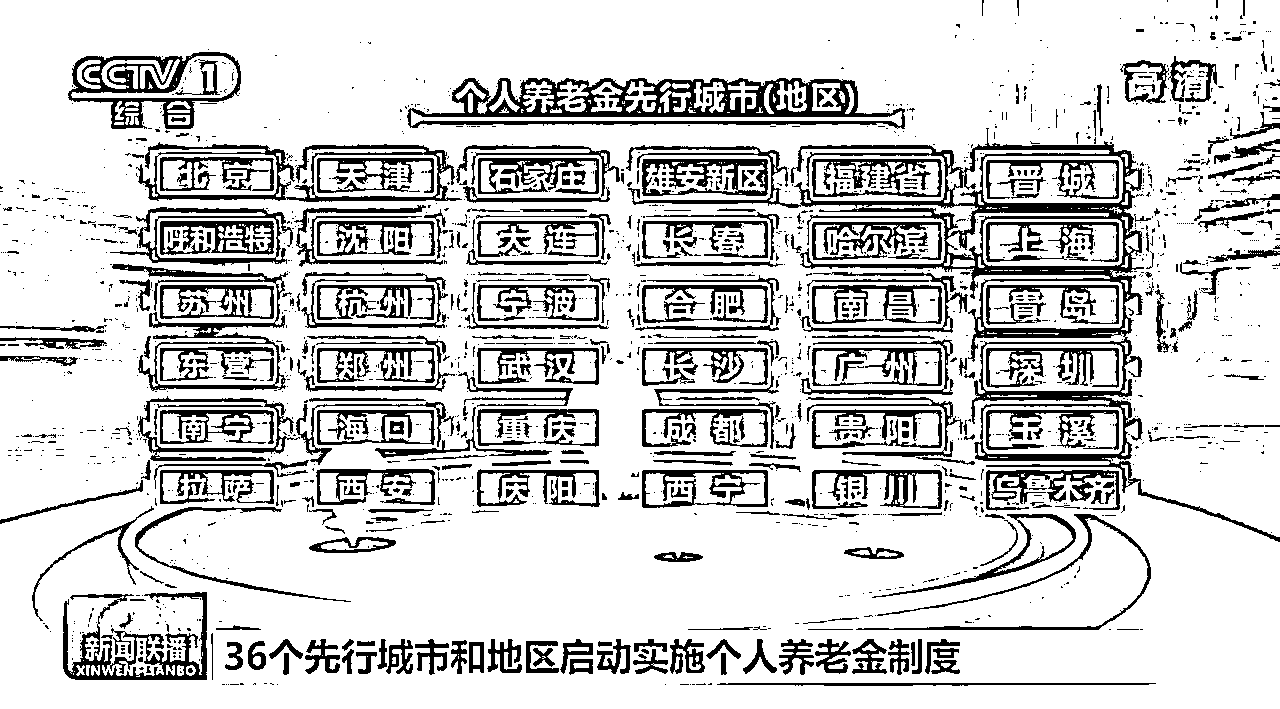 CCTV 1
综合
高清
个人养老金先行城市(地区)
北京 天津 石家庄 雄安新区 福建省 晋城
呼和浩特 沈阳 大连 长春 哈尔滨 上海
苏州 杭州 宁波 合肥 南昌 青岛
东营 郑州 武汉 长沙 广州 深圳
南宁 海口 重庆 成都 贵阳 玉溪
拉萨 西安 庆阳 西宁 银川 乌鲁木齐
新闻联播
XINWENLIANBO
36个先行城市和地区启动实施个人养老金制度